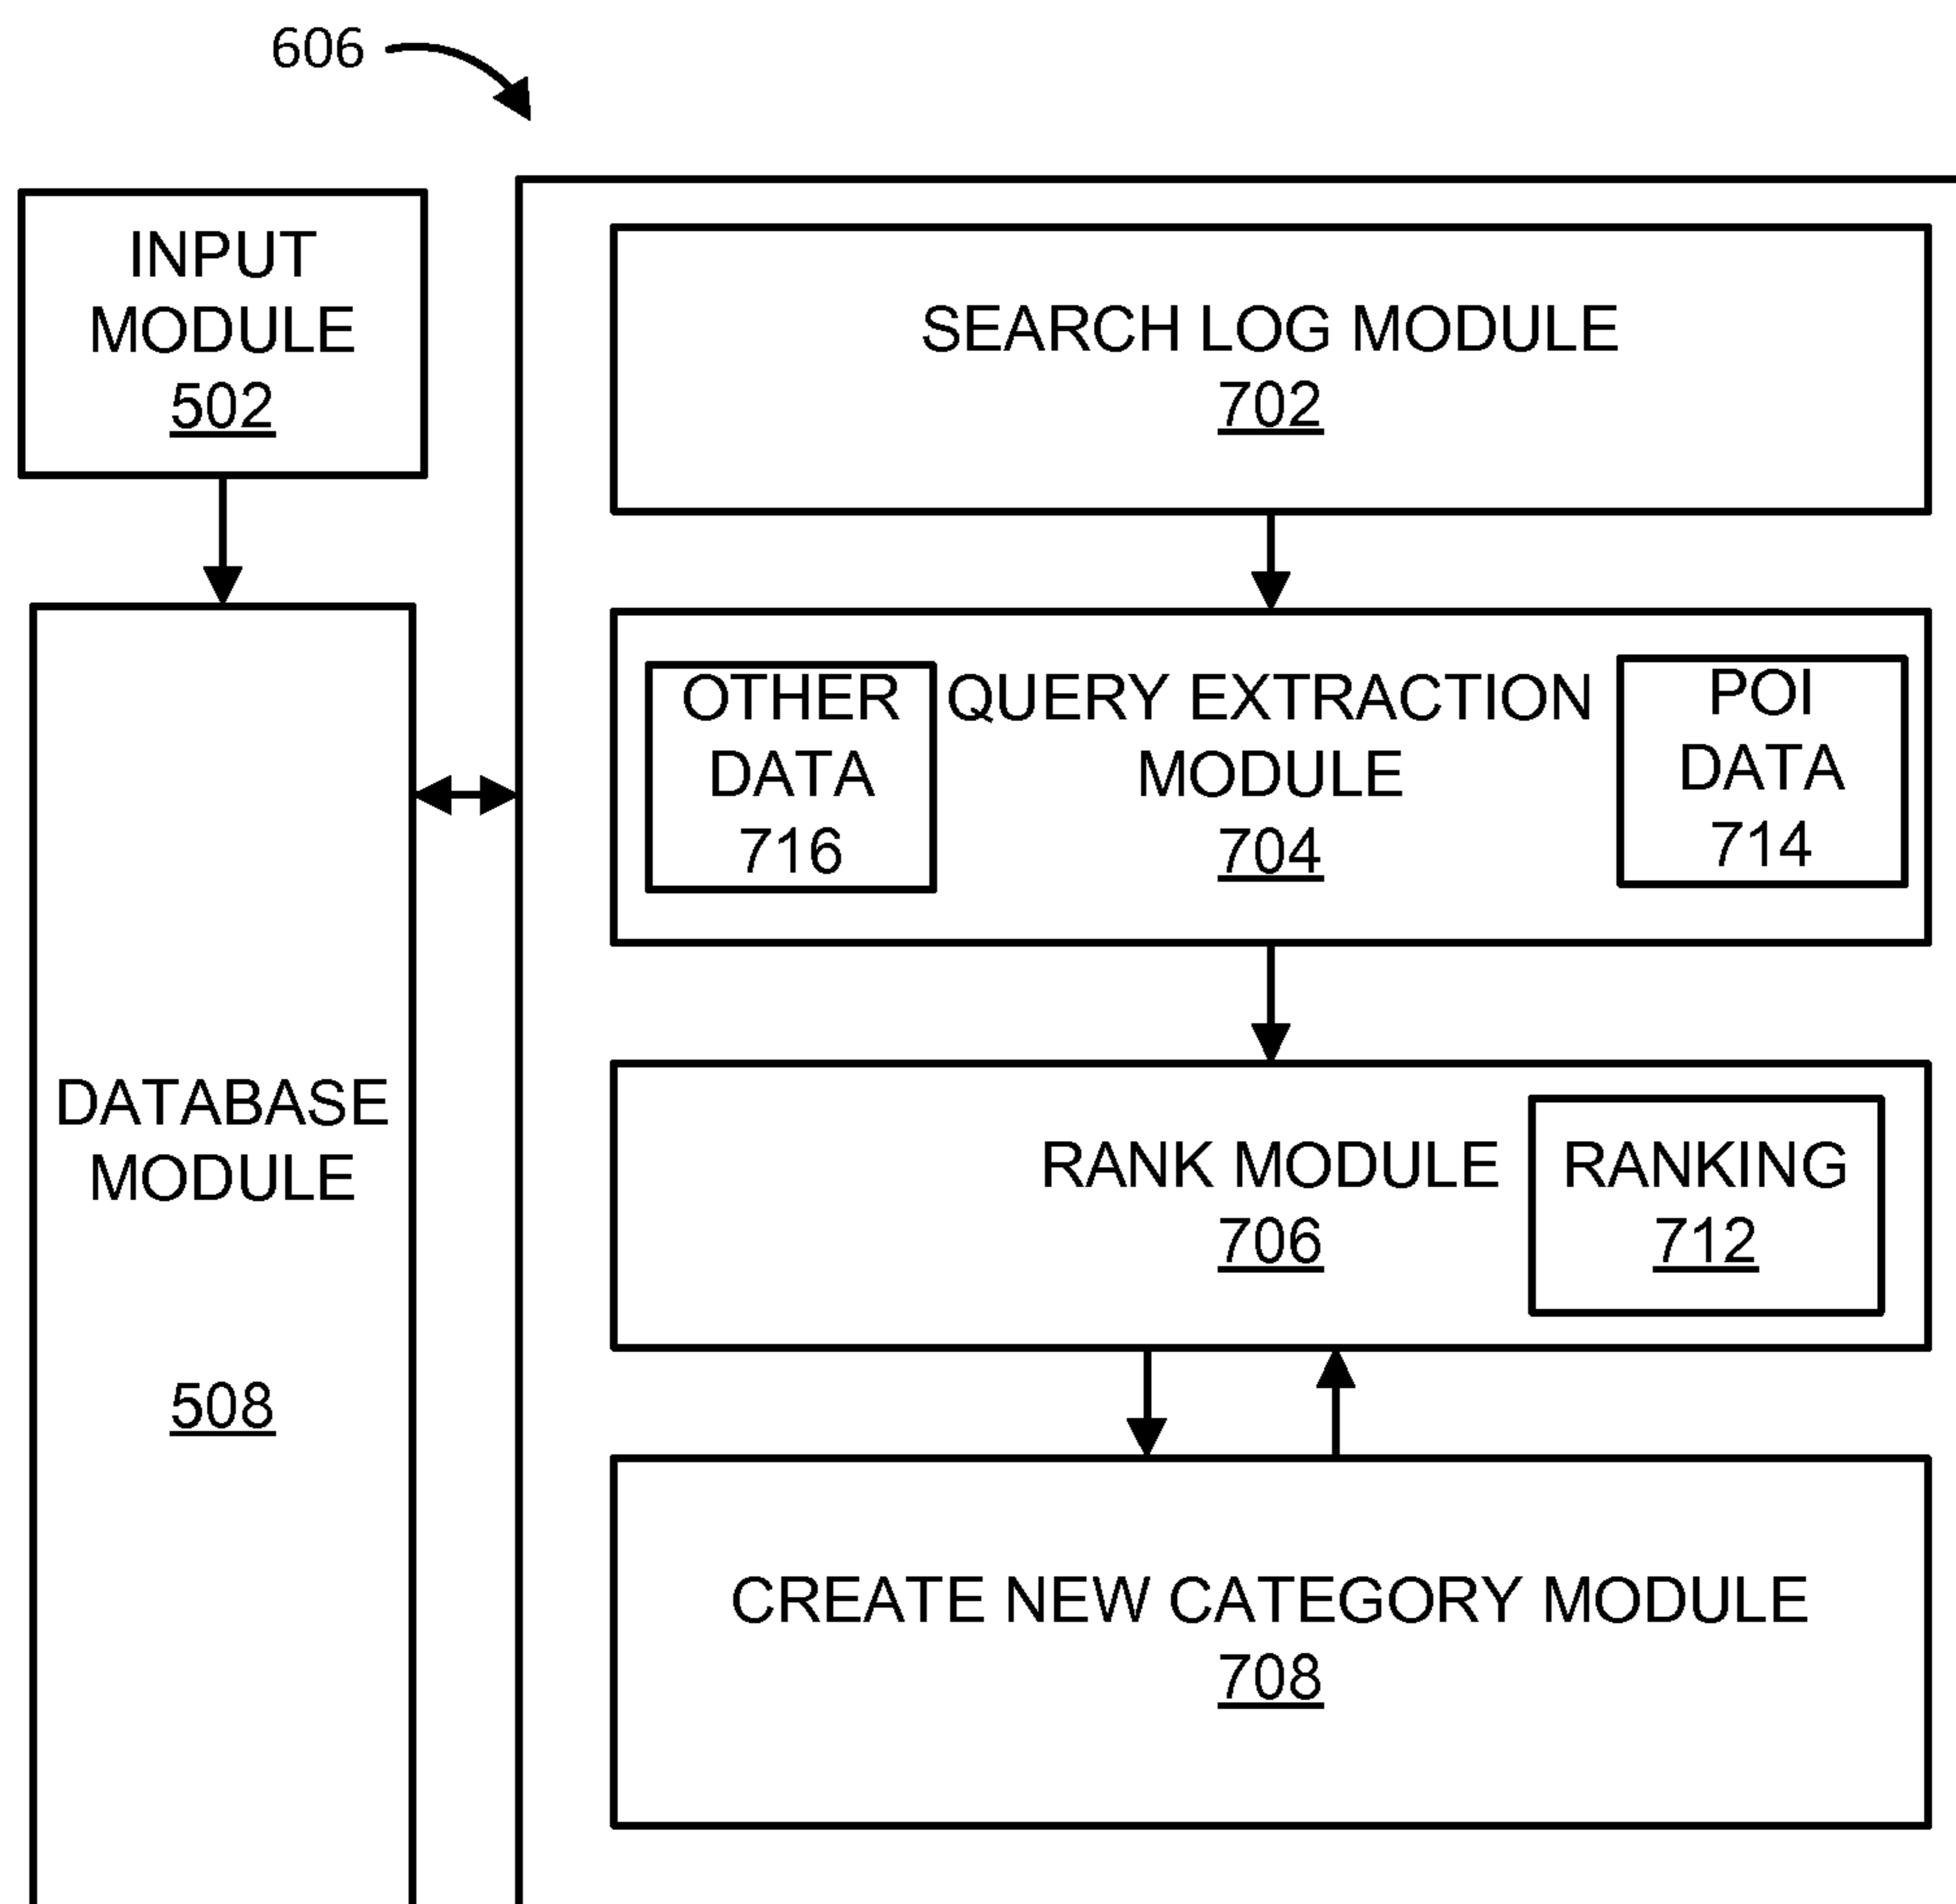 606
INPUT
MODULE
502
DATABASE
MODULE
508
SEARCH LOG MODULE
702
OTHER
DATA
716
QUERY EXTRACTION
MODULE
704
POI
DATA
714
RANK MODULE
706
RANKING
712
CREATE NEW CATEGORY MODULE
708